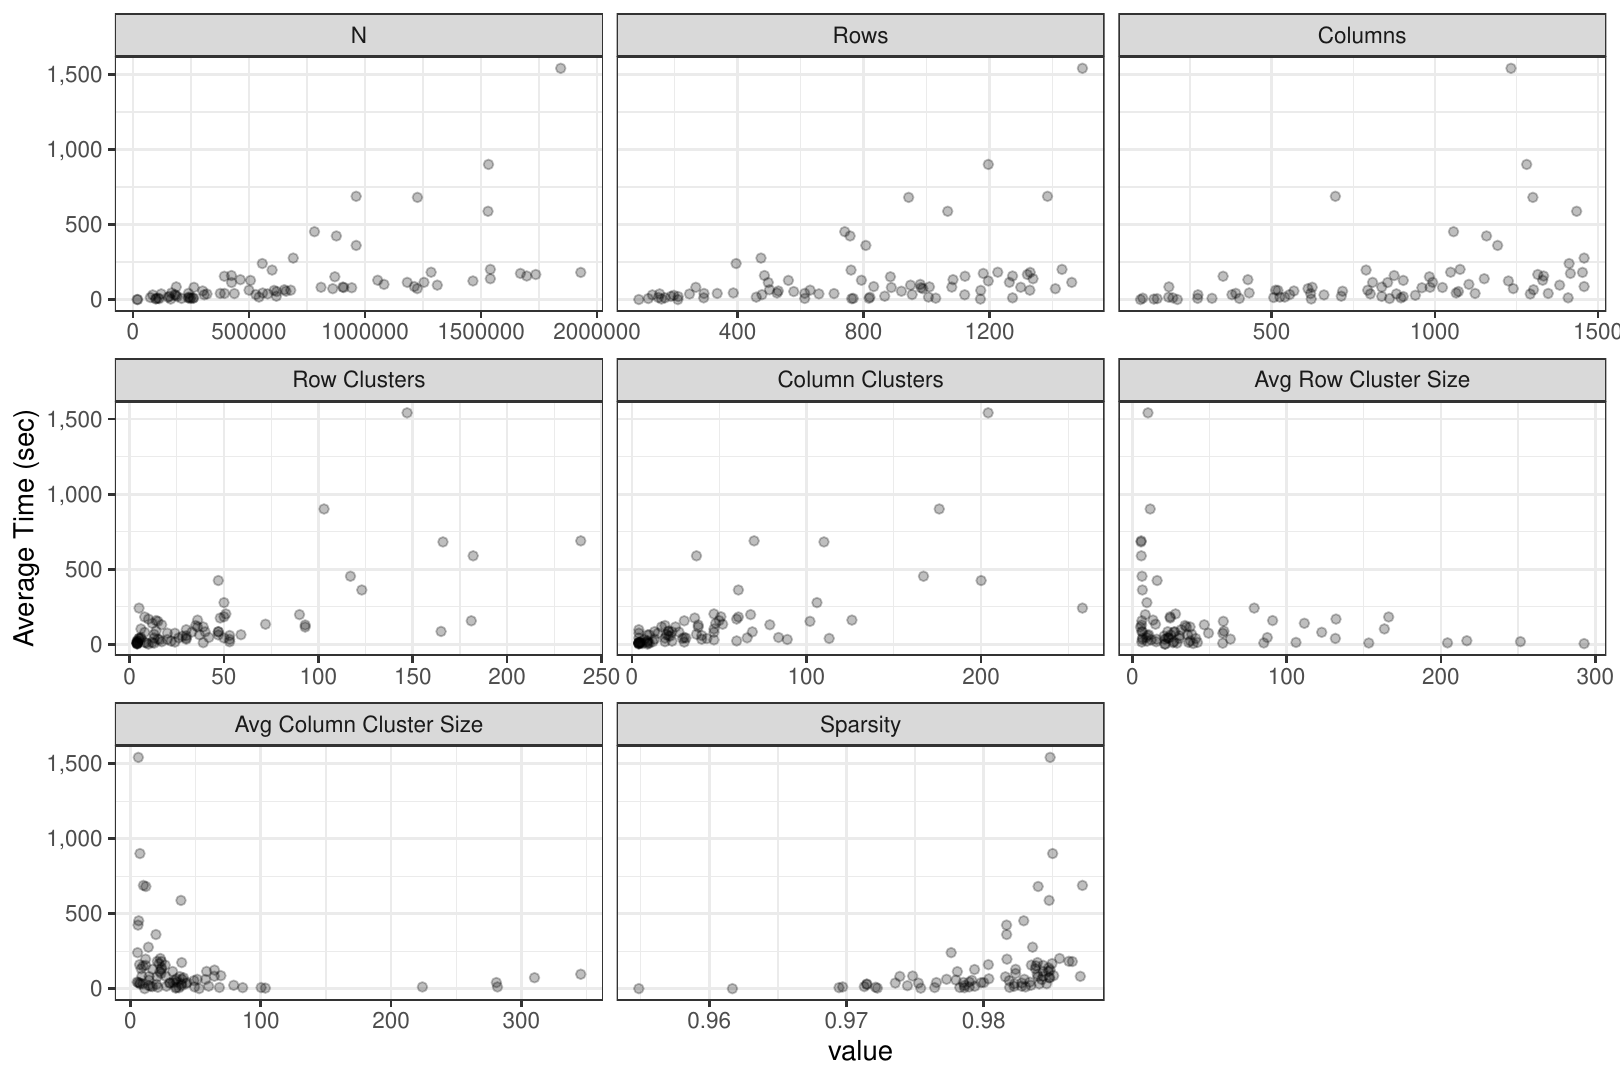 N
Rows
Columns
1,500
1,000
500
0
0 500000 1000000 1500000 2000000
400 800 1200
500 1000 1500
Row Clusters
Column Clusters
Avg Row Cluster Size
Average Time (sec)
1,500
1,000
500
0
0 50 100 150 200 250
0 100 200
0 100 200 300
Avg Column Cluster Size
Sparsity
1,500
1,000
500
0
0 100 200 300
0.96 0.97 0.98
value